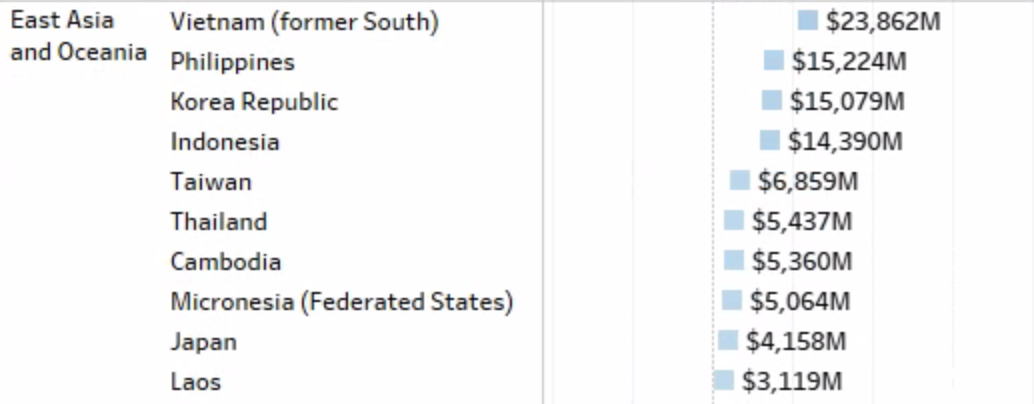 East Asia
and Oceania
Vietnam (former South) $23,862M
Philippines $15,224M
Korea Republic $15,079M
Indonesia $14,390M
Taiwan $6,859M
Thailand $5,437M
Cambodia $5,360M
Micronesia (Federated States) $5,064M
Japan $4,158M
Laos $3,119M